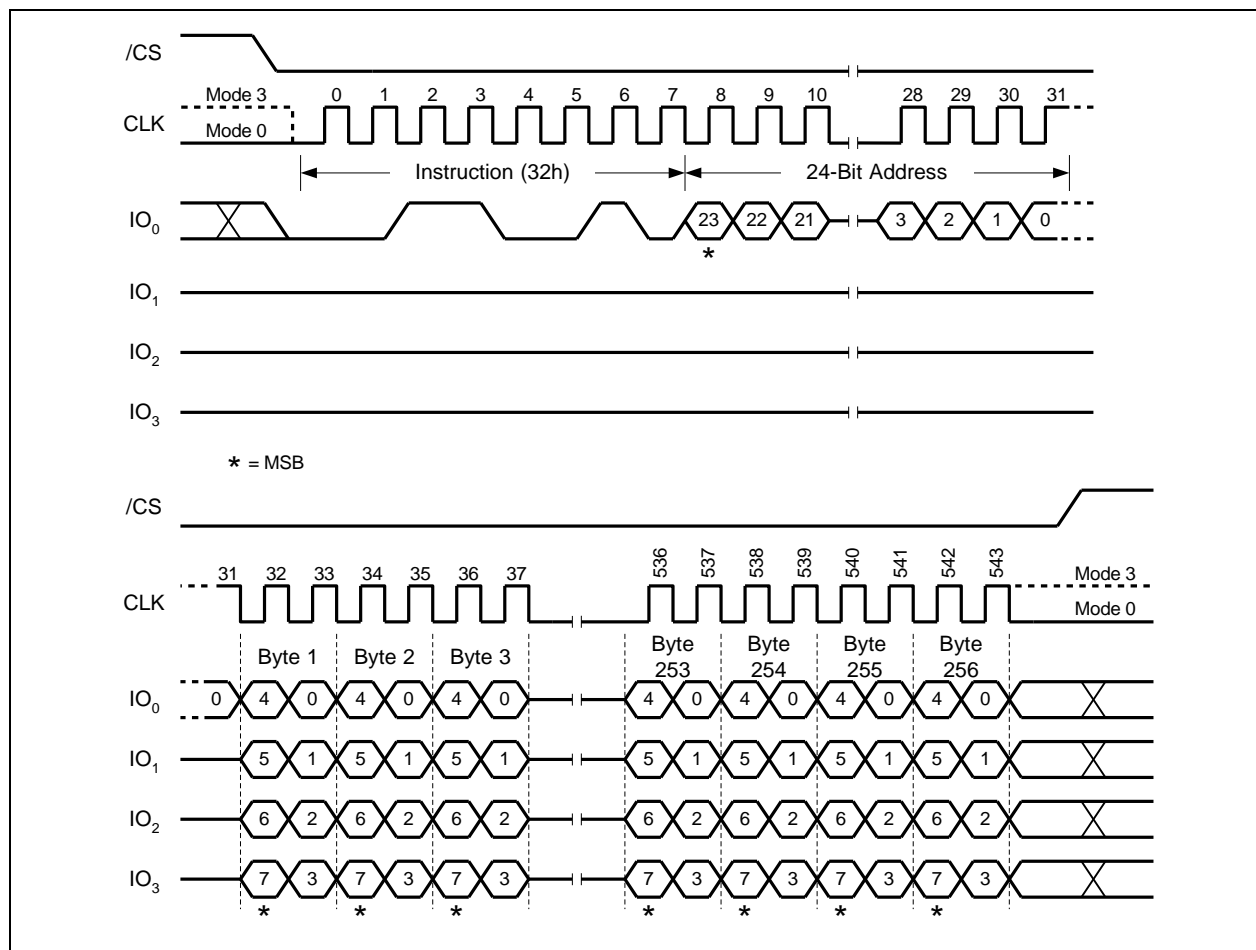 /CS
Mode 3 0 1 2 3 4 5 6 7 8 9 10 28 29 30 31
CLK Mode 0
Instruction (32h) 24-Bit Address
IO0 23 22 21 3 2 1 0
*
IO1
IO2
IO3
* = MSB
/CS
31 32 33 34 35 36 37 536 537 538 539 540 541 542 543 Mode 3
CLK Mode 0
Byte 1 Byte 2 Byte 3 Byte 253 Byte 254 Byte 255 Byte 256
IO0 0 4 0 4 0 4 0 4 0 4 0 4 0 4 0
IO1 5 1 5 1 5 1 5 1 5 1 5 1 5 1
IO2 6 2 6 2 6 2 6 2 6 2 6 2 6 2
IO3 7 3 7 3 7 3 7 3 7 3 7 3 7 3
* * * * * * *